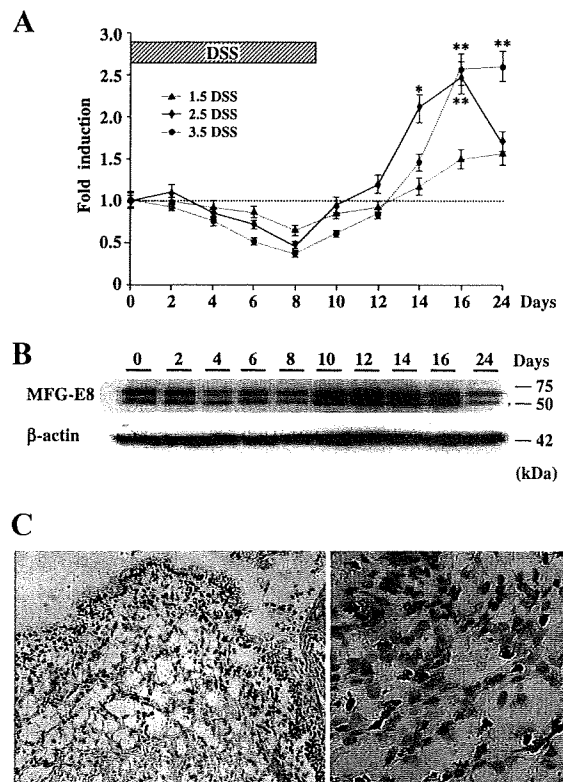 A
3.0
DSS
** **
2.5
1.5 DSS
*
2.5 DSS
**
2.0
3.5 DSS
Fold induction
1.5
1.0
0.5
0
0 2 4 6 8 10 12 14 16 24 Days
B
0 2 4 6 8 10 12 14 16 24 Days
MFG-E8
75
50
β-actin
42
(kDa)
C